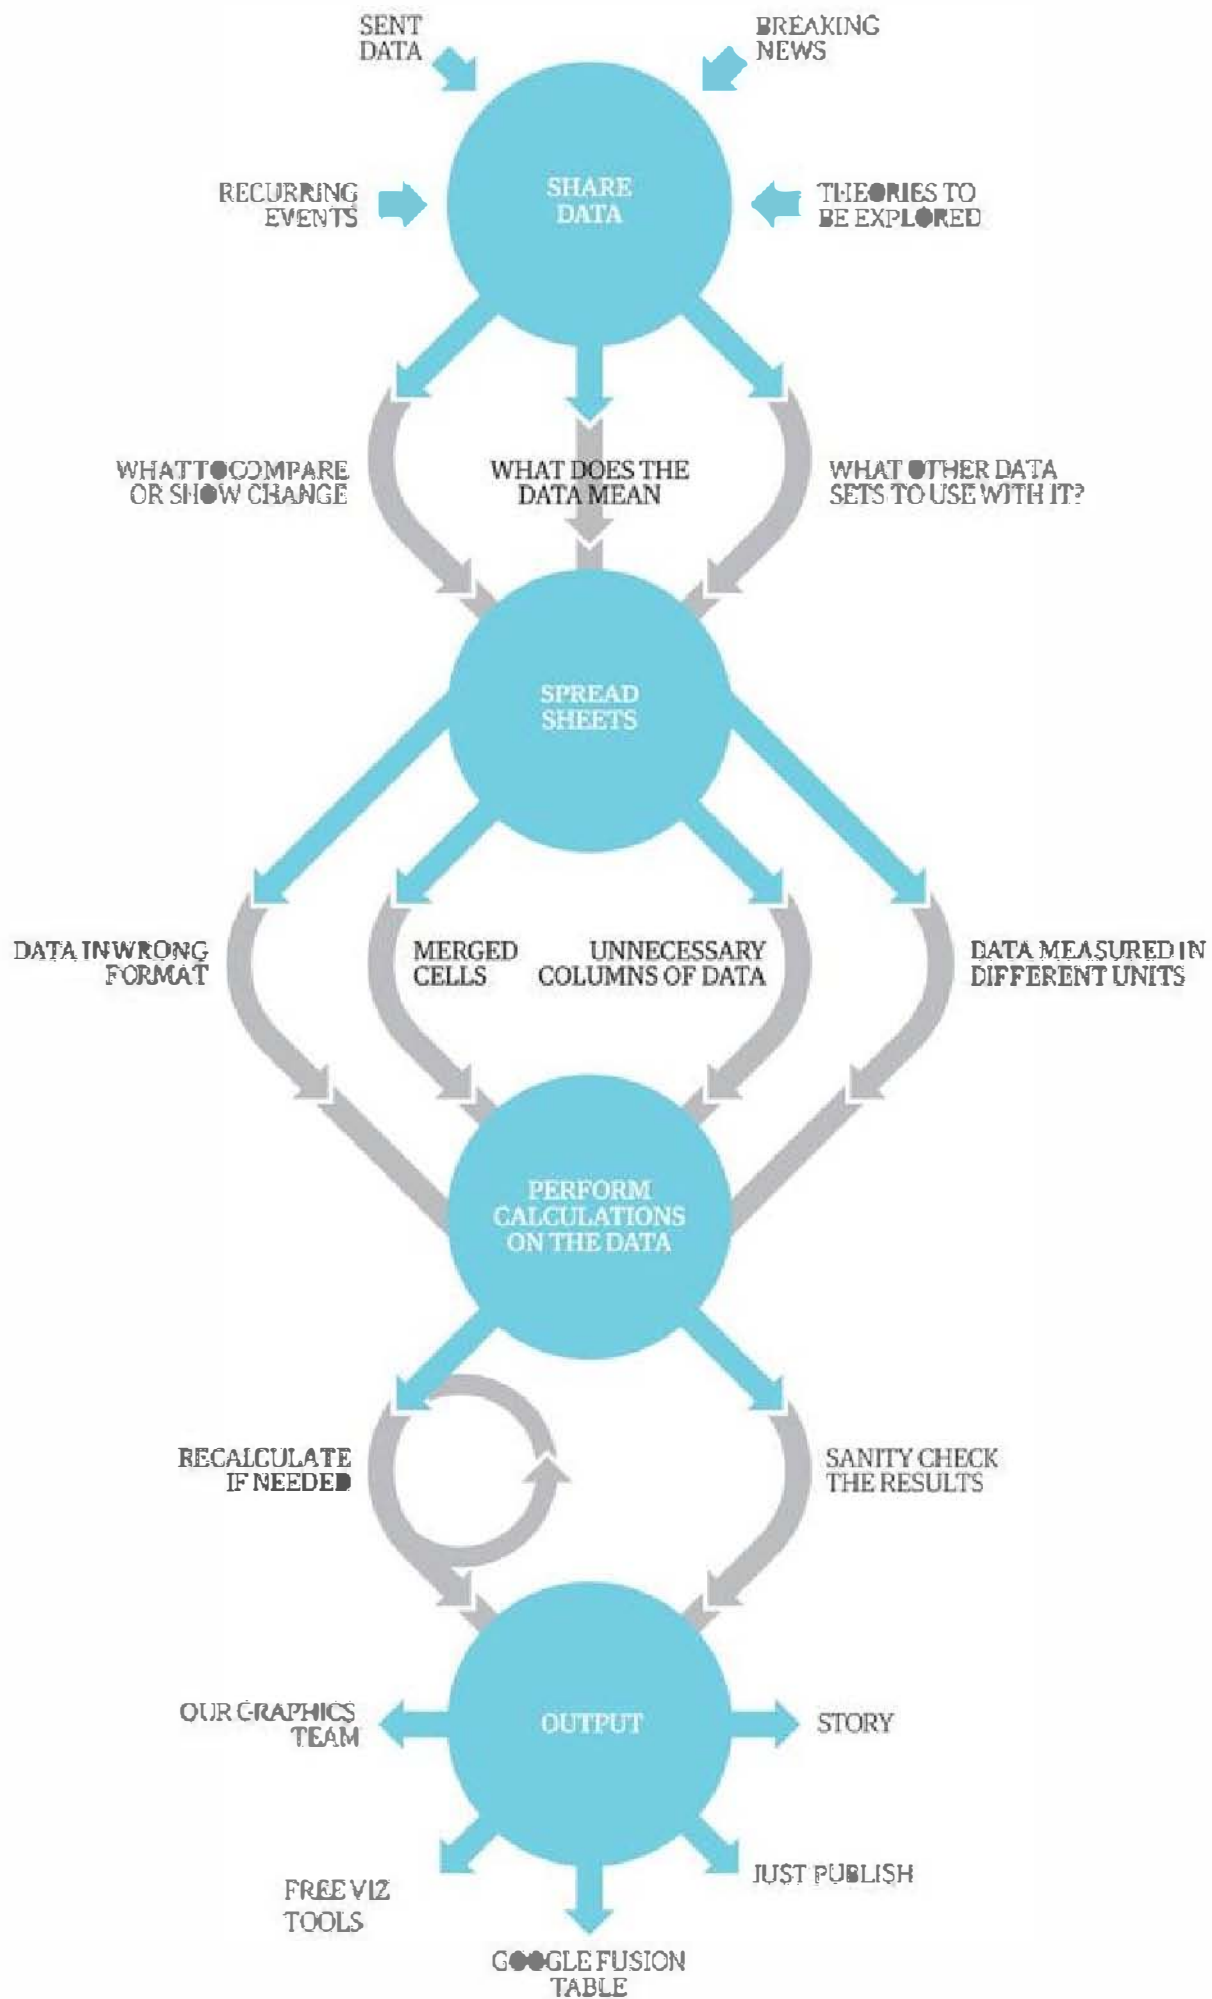 SENT
DATA
BREAKING
NEWS
RECURRING
EVENTS
SHARE
DATA
THEORIES TO
BE EXPLORED
WHAT TO COMPARE
OR SHOW CHANGE
WHAT DOES THE
DATA MEAN
WHAT OTHER DATA
SETS TO USE WITH IT?
SPREAD
SHEETS
DATA IN WRONG
FORMAT
MERGED
CELLS
UNNECESSARY
COLUMNS OF DATA
DATA MEASURED IN
DIFFERENT UNITS
PERFORM
CALCULATIONS
ON THE DATA
RECALCULATE
IF NEEDED
SANITY CHECK
THE RESULTS
OUR GRAPHICS
TEAM
OUTPUT
STORY
FREE VIZ
TOOLS
JUST PUBLISH
GOOGLE FUSION
TABLE